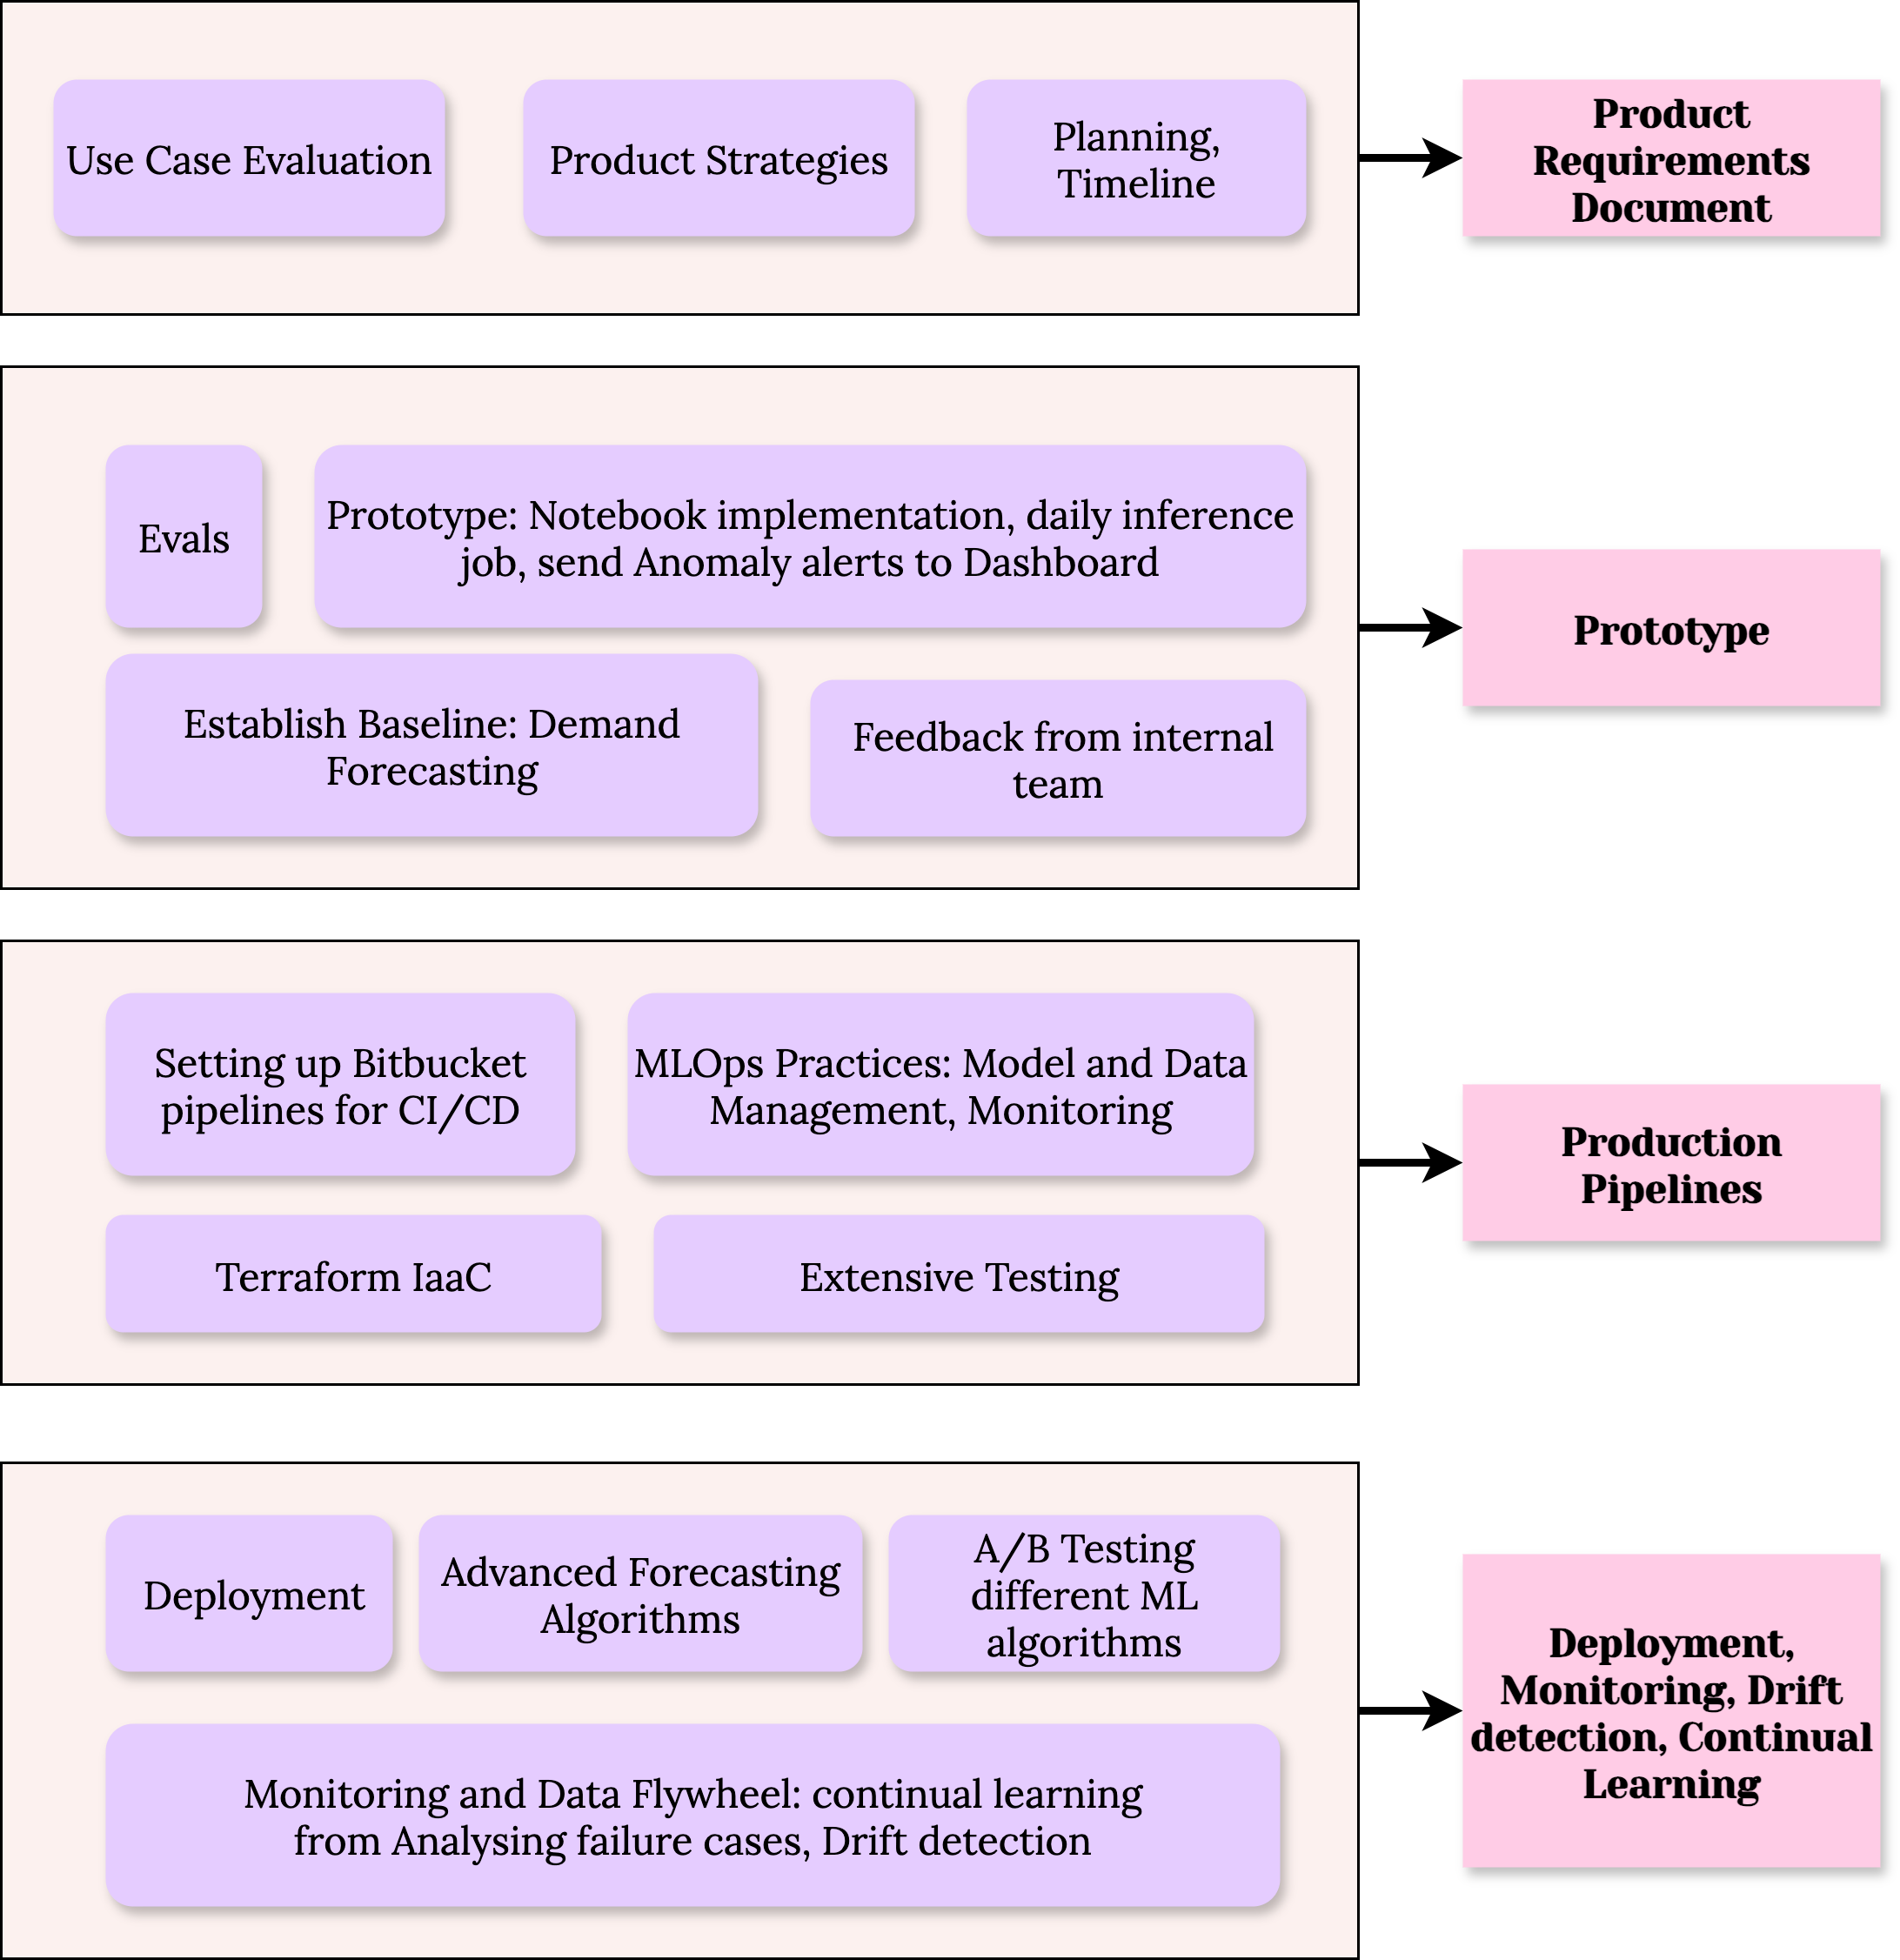 Use Case Evaluation
Product Strategies
Planning,
Timeline
Product
Requirements
Document
Evals
Prototype: Notebook implementation, daily inference
job, send Anomaly alerts to Dashboard
Establish Baseline: Demand
Forecasting
Feedback from internal
team
Prototype
Setting up Bitbucket
pipelines for CI/CD
MLOps Practices: Model and Data
Management, Monitoring
Terraform IaaC
Extensive Testing
Production
Pipelines
Deployment
Advanced Forecasting
Algorithms
A/B Testing
different ML
algorithms
Monitoring and Data Flywheel: continual learning
from Analysing failure cases, Drift detection
Deployment,
Monitoring, Drift
detection, Continual
Learning